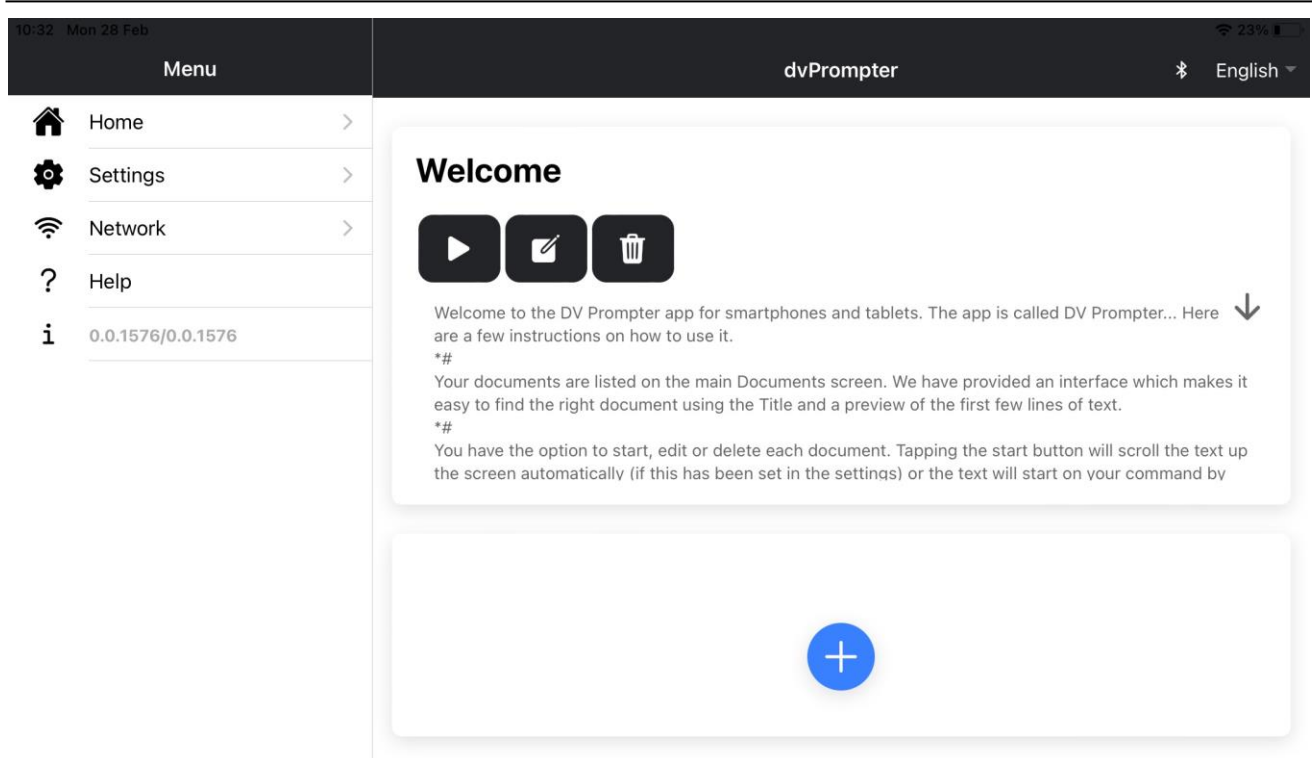 10:32 Mon 28 Feb
23%
Menu
dvPrompter
English
Home
Settings
Network
? Help
i 0.0.1576/0.0.1576
Welcome
Welcome to the DV Prompter app for smartphones and tablets. The app is called DV Prompter... Here
are a few instructions on how to use it.
*#
Your documents are listed on the main Documents screen. We have provided an interface which makes it
easy to find the right document using the Title and a preview of the first few lines of text.
*#
You have the option to start, edit or delete each document. Tapping the start button will scroll the text up
the screen automatically (if this has been set in the settings) or the text will start on your command by